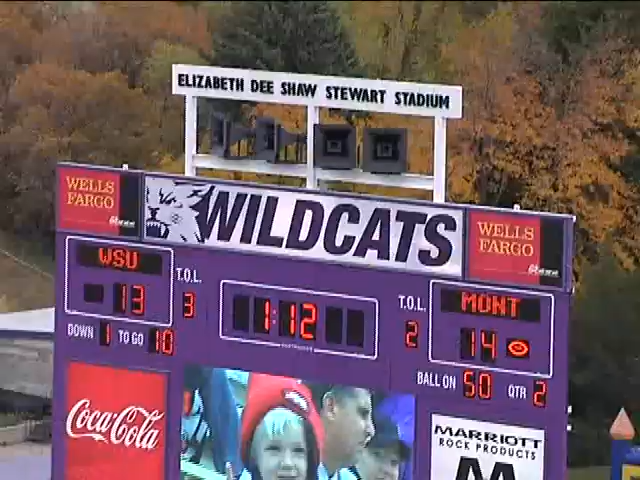 ELIZABETH DEE SHAW STEWART STADIUM
WELLS
FARGO
WILDCATS
WELLS
FARGO
WSU
13
T.O.L.
3
1:12
T.O.L.
2
MONT
14
DOWN 1 TO GO 10
BALL ON 50 QTR 2
Coca-Cola
MARRIOTT
ROCK PRODUCTS
M